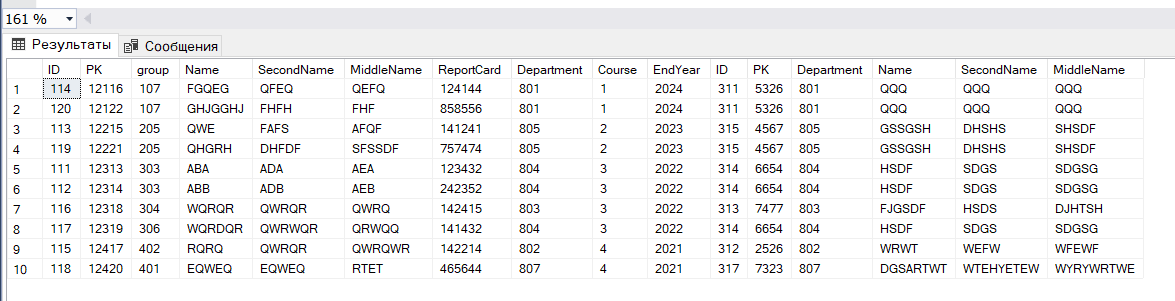 161 %
Результаты Сообщения
ID PK group Name SecondName MiddleName ReportCard Department Course EndYear ID PK Department Name SecondName MiddleName
1 114 12116 107 FGQEG QFEQ QEFQ 124144 801 1 2024 311 5326 801 QQQ QQQ QQQ
2 120 12122 107 GHJGGHJ FHFH FHF 858556 801 1 2024 311 5326 801 QQQ QQQ QQQ
3 113 12215 205 QWE FAFS AFQF 141241 805 2 2023 315 4567 805 GSSGSH DHSHS SHSDF
4 119 12221 205 QHGRH DHFDF SFSSDF 757474 805 2 2023 315 4567 805 GSSGSH DHSHS SHSDF
5 111 12313 303 ABA ADA AEA 123432 804 3 2022 314 6654 804 HSDF SDGS SDGSG
6 112 12314 303 ABB ADB AEB 242352 804 3 2022 314 6654 804 HSDF SDGS SDGSG
7 116 12318 304 WQRQR QWRQR QWRQ 142415 803 3 2022 313 7477 803 FJGSDF HSDS DJHTSH
8 117 12319 306 WQRDQR QWRWQR QRWQQ 141432 804 3 2022 314 6654 804 HSDF SDGS SDGSG
9 115 12417 402 RQRQ QWRQR QWRQWR 142214 802 4 2021 312 2526 802 WRWT WEFW WFEWF
10 118 12420 401 EQWEQ EQWEQ RTET 465644 807 4 2021 317 7323 807 DGSARTWT WTEHYETEW WYRYWRTWE